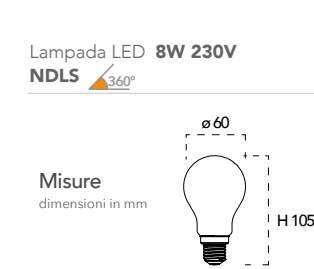 Lampada LED 8W 230V
NDLS 360°
ø 60
Misure
dimensioni in mm
H 105